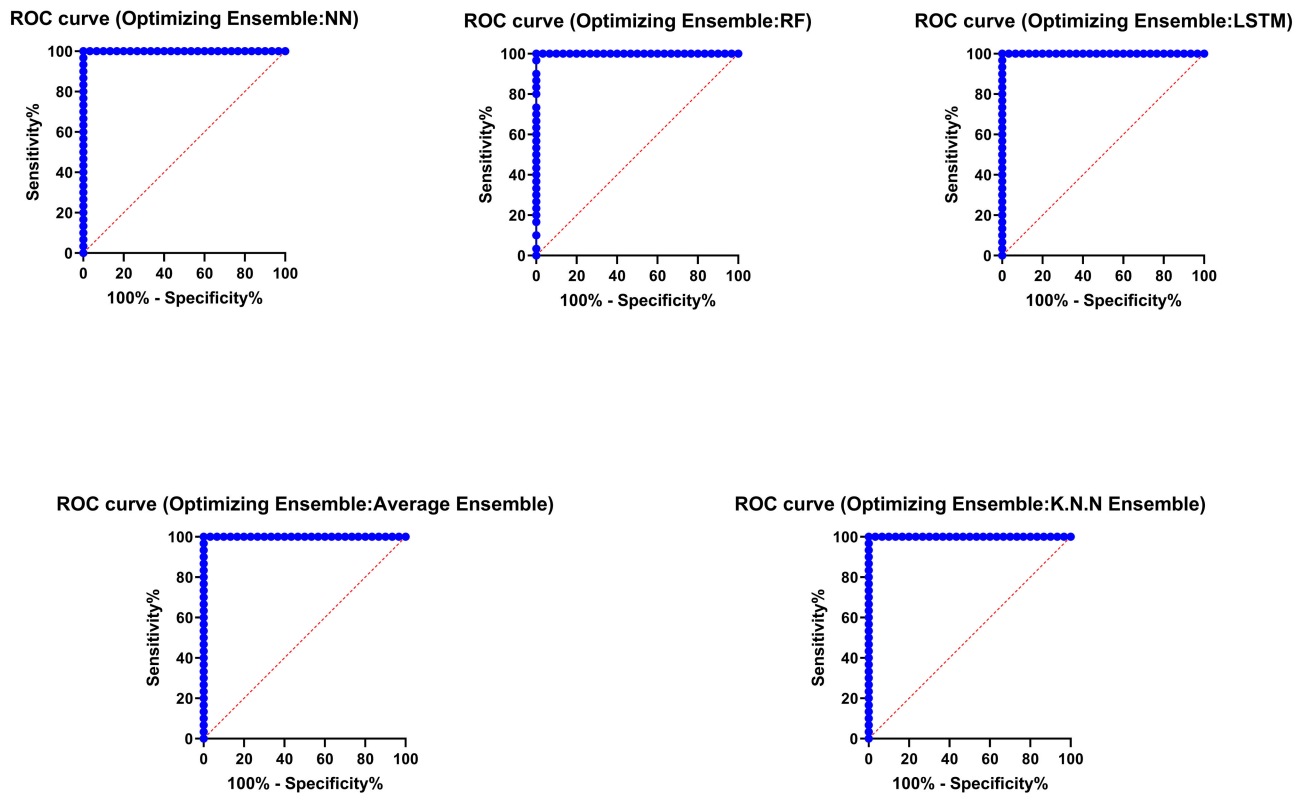 ROC curve (Optimizing Ensemble:NN)
100
80
60
40
20
0
Sensitivity%
0 20 40 60 80 100
100% - Specificity%
ROC curve (Optimizing Ensemble:RF)
100
80
60
40
20
0
Sensitivity%
0 20 40 60 80 100
100% - Specificity%
ROC curve (Optimizing Ensemble:LSTM)
100
80
60
40
20
0
Sensitivity%
0 20 40 60 80 100
100% - Specificity%
ROC curve (Optimizing Ensemble:Average Ensemble)
100
80
60
40
20
0
Sensitivity%
0 20 40 60 80 100
100% - Specificity%
ROC curve (Optimizing Ensemble:K.N.N Ensemble)
100
80
60
40
20
0
Sensitivity%
0 20 40 60 80 100
100% - Specificity%